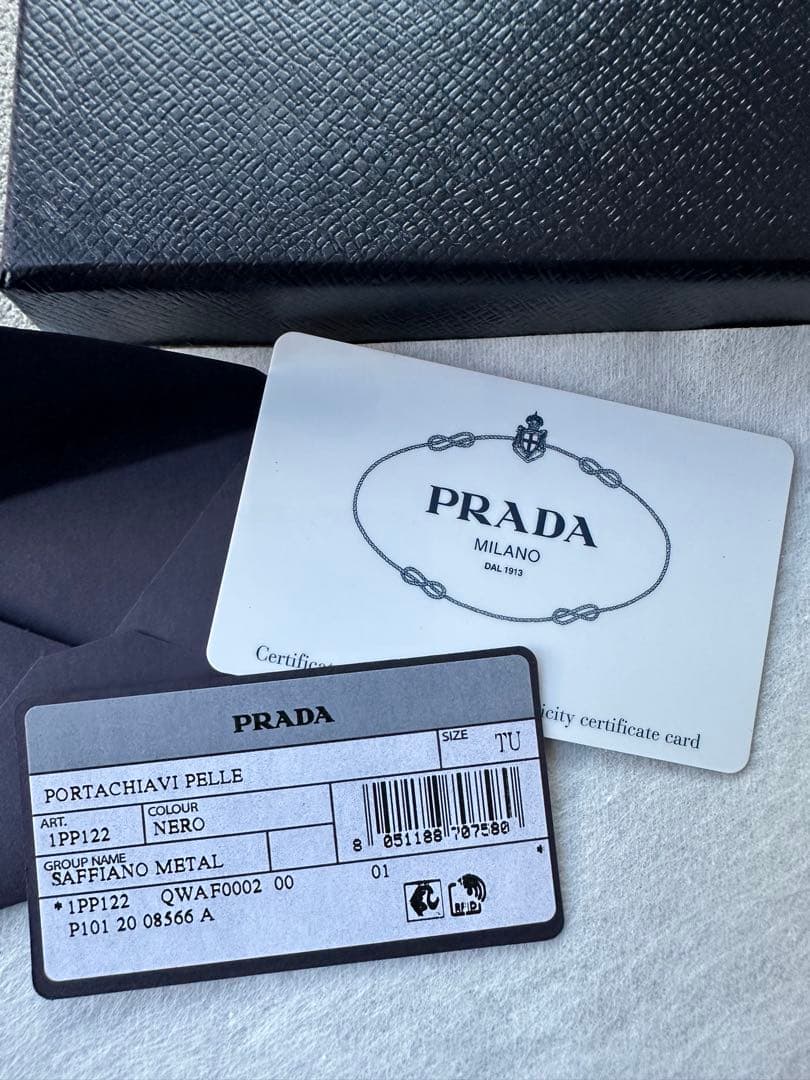 PRADA
MILANO
DAL 1913
icity certificate card
PRADA
SIZE TU
PORTACHIAVI PELLE
ART. 1PP122
COLOUR NERO
8 051188 707580
GROUP NAME
SAFFIANO METAL
*
* 1PP122 QWAF0002 00 01
P101 20 08566 A
RFID